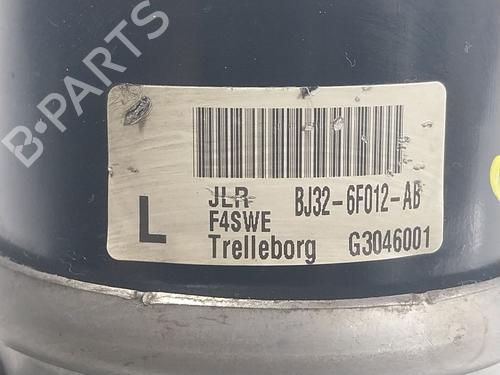 B-PARTS
L
JLR BJ32-6F012-AB
F4SWE
Trelleborg G3046001